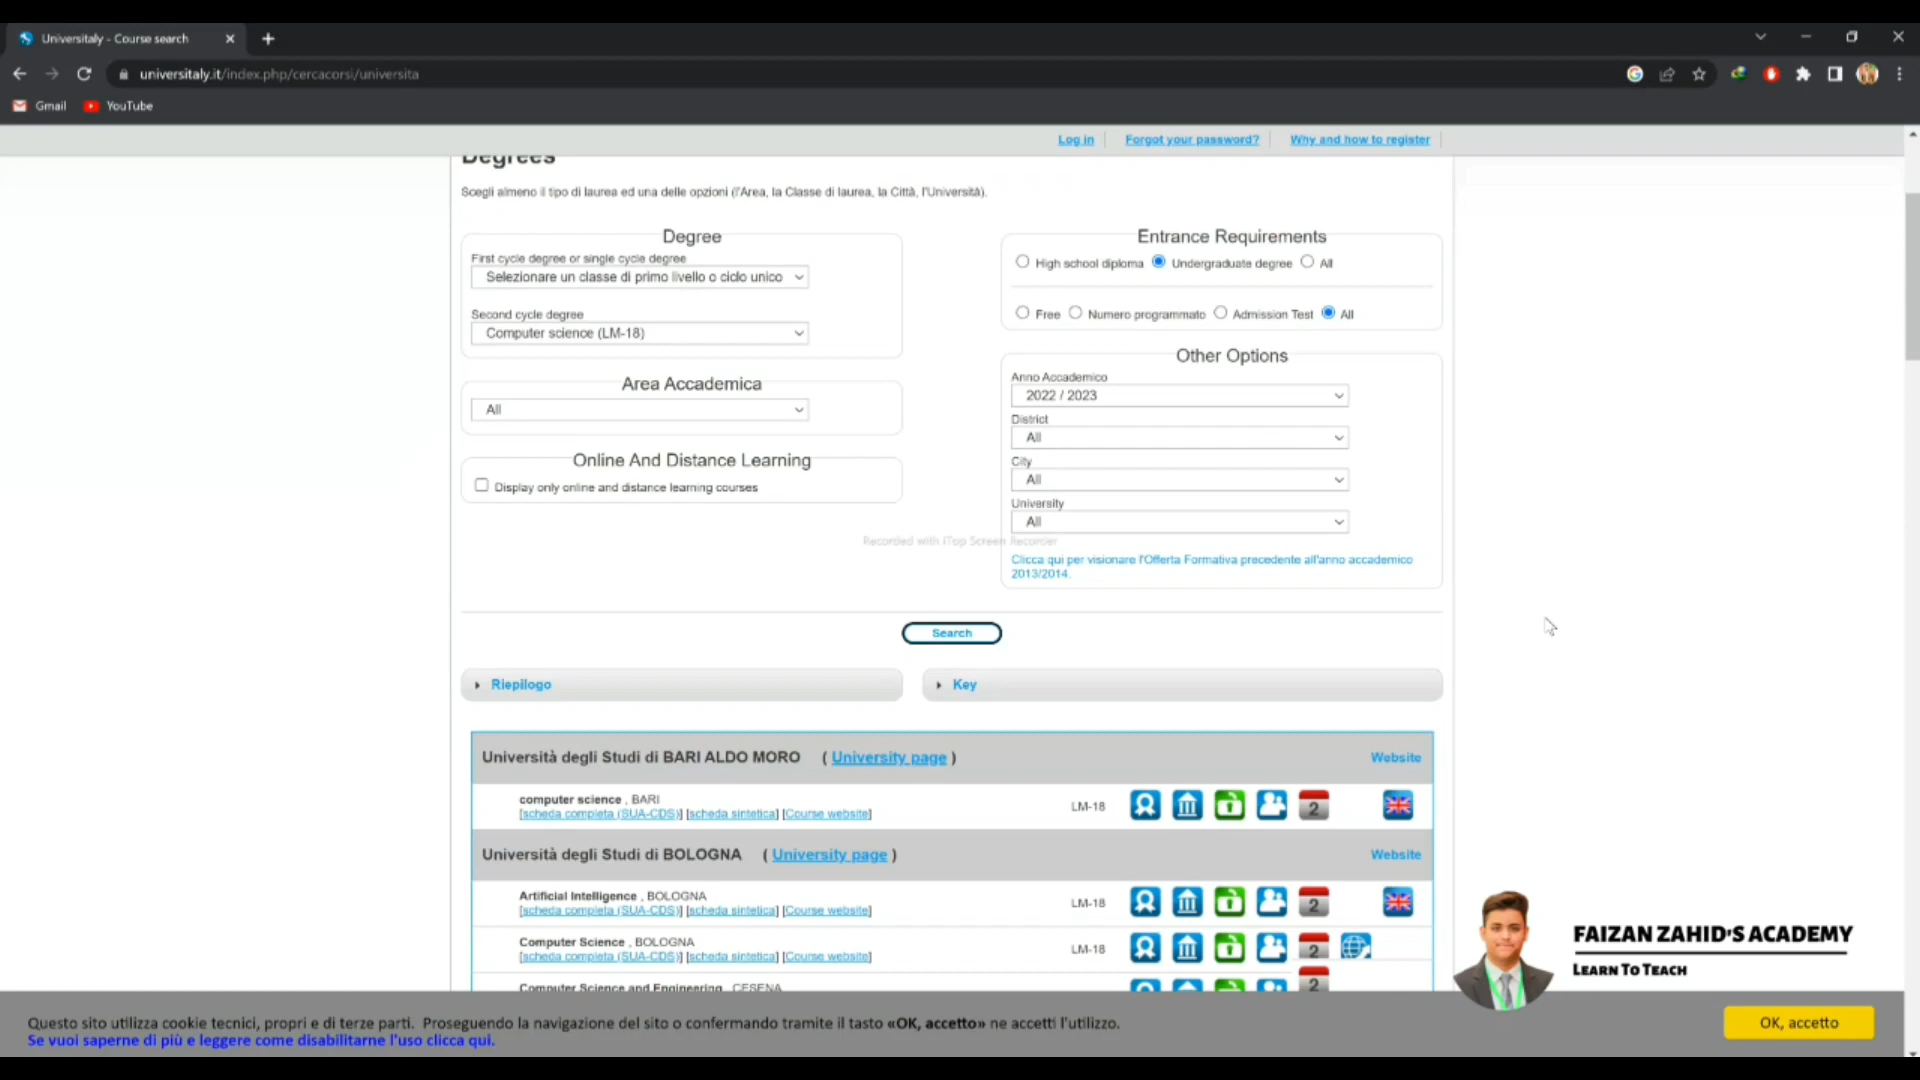 Universitaly - Course search
universitaly.it/index.php/cercacorsi/universita
Gmail
YouTube
Log in
Forgot your password?
Why and how to register
Degrees
Scegli almeno il tipo di laurea ed una delle opzioni (l'Area, la Classe di laurea, la Città, l'Università).
Degree
First cycle degree or single cycle degree
Selezionare un classe di primo livello o ciclo unico
Second cycle degree
Computer science (LM-18)
Area Accademica
All
Online And Distance Learning
Display only online and distance learning courses
Entrance Requirements
High school diploma Undergraduate degree All
Free Numero programmato Admission Test All
Other Options
Anno Accademico
2022 / 2023
District
All
City
All
University
All
Recorded with iTop Screen Recorder
Clicca qui per visionare l'Offerta Formativa precedente all'anno accademico
2013/2014.
Search
Riepilogo
Key
Università degli Studi di BARI ALDO MORO ( University page ) Website
computer science , BARI
[scheda completa (SUA-CDS)] [scheda sintetica] [Course website]
LM-18
2
Università degli Studi di BOLOGNA ( University page ) Website
Artificial Intelligence , BOLOGNA
[scheda completa (SUA-CDS)] [scheda sintetica] [Course website]
LM-18
2
Computer Science , BOLOGNA
[scheda completa (SUA-CDS)] [scheda sintetica] [Course website]
LM-18
2
Computer Science and Engineering , CESENA
2
FAIZAN ZAHID'S ACADEMY
LEARN TO TEACH
Questo sito utilizza cookie tecnici, propri e di terze parti. Proseguendo la navigazione del sito o confermando tramite il tasto «OK, accetto» ne accetti l'utilizzo.
Se vuoi saperne di più e leggere come disabilitarne l'uso clicca qui.
OK, accetto